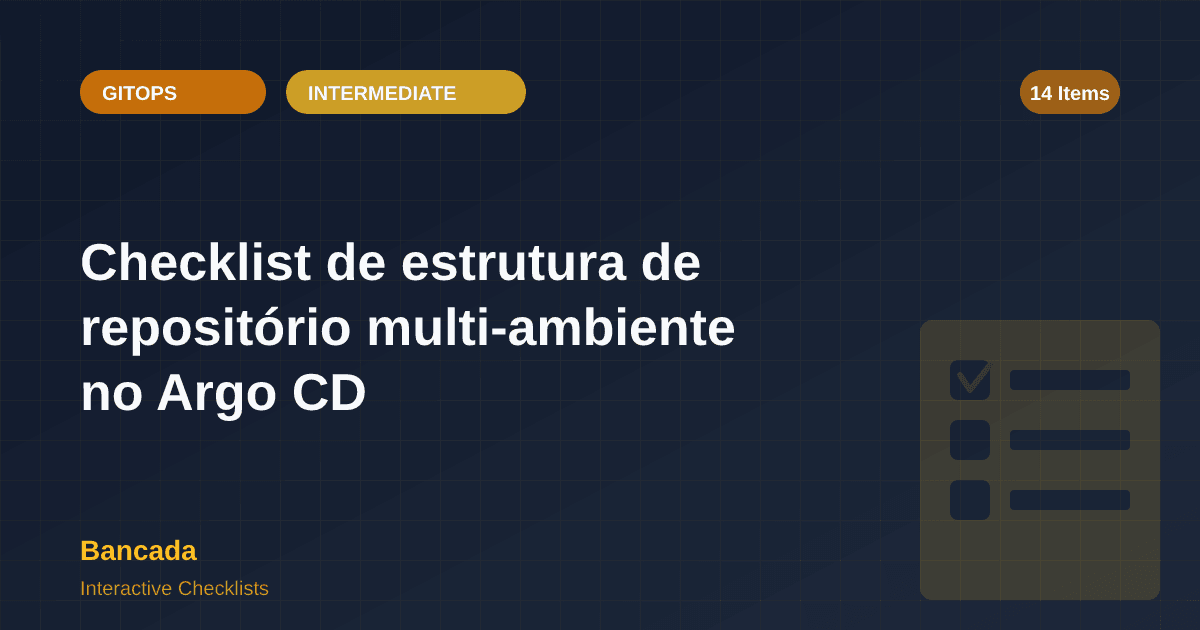 GITOPS
INTERMEDIATE
14 Items
Checklist de estrutura de
repositório multi-ambiente
no Argo CD
Bancada
Interactive Checklists